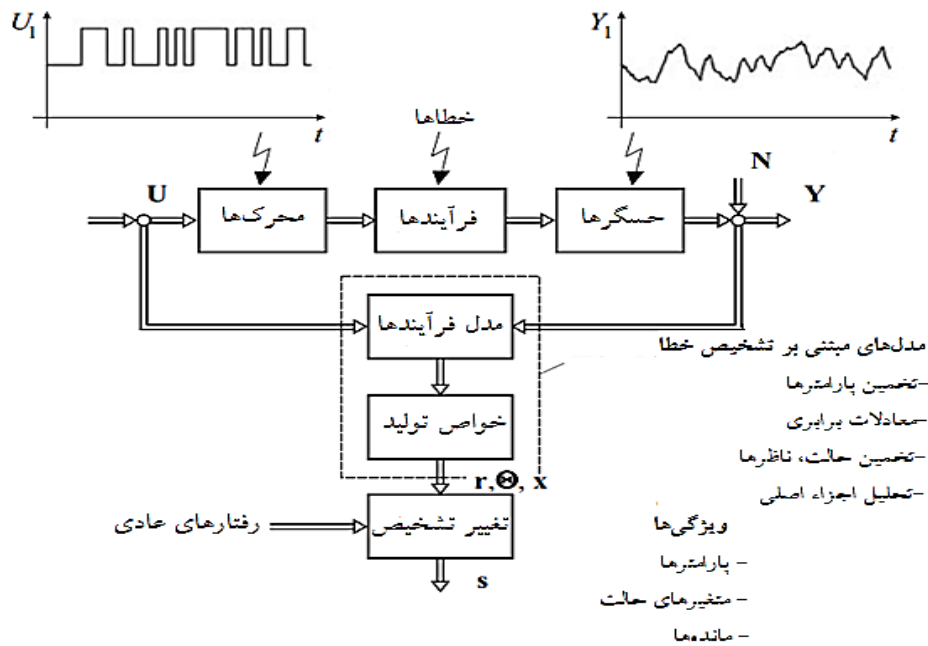 U₁
t
Y₁
t
خطاها
N
U
محرک‌ها
فرآیندها
حسگرها
Y
مدل فرآیندها
مدل‌های مبتنی بر تشخیص خطا
-تخمین پارامترها
-معادلات برابری
-تخمین حالت، ناظرها
-تحلیل اجزاء اصلی
خواص تولید
r,Θ, x
رفتارهای عادی
تغییر تشخیص
s
ویژگی‌ها
- پارامترها
- متغیرهای حالت
- مانده‌ها